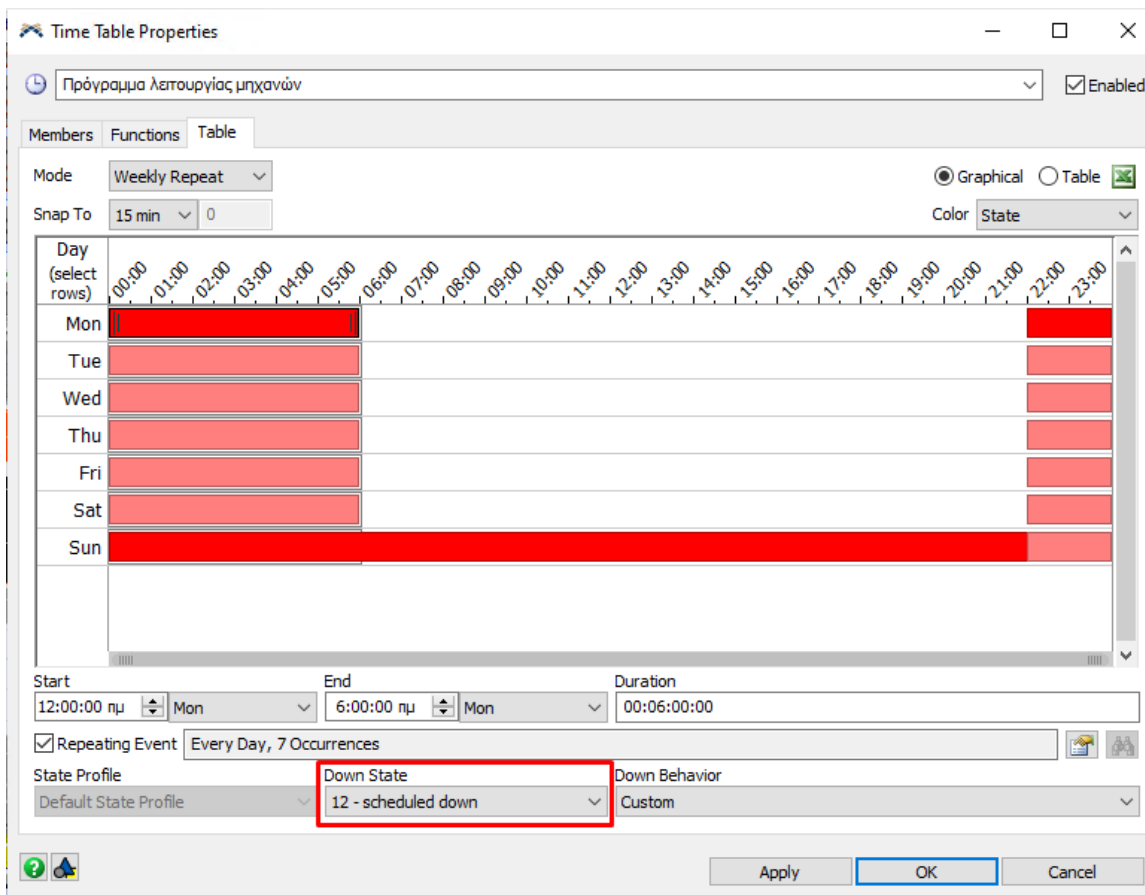 Time Table Properties
Πρόγραμμα λειτουργίας μηχανών
Enabled
Members Functions Table
Mode Weekly Repeat Graphical Table
Snap To 15 min 0 Color State
Day
(select
rows)
00:00 01:00 02:00 03:00 04:00 05:00 06:00 07:00 08:00 09:00 10:00 11:00 12:00 13:00 14:00 15:00 16:00 17:00 18:00 19:00 20:00 21:00 22:00 23:00
Mon
Tue
Wed
Thu
Fri
Sat
Sun
Start End Duration
12:00:00 πμ Mon 6:00:00 πμ Mon 00:06:00:00
Repeating Event Every Day, 7 Occurrences
State Profile Down State Down Behavior
Default State Profile 12 - scheduled down Custom
Apply OK Cancel